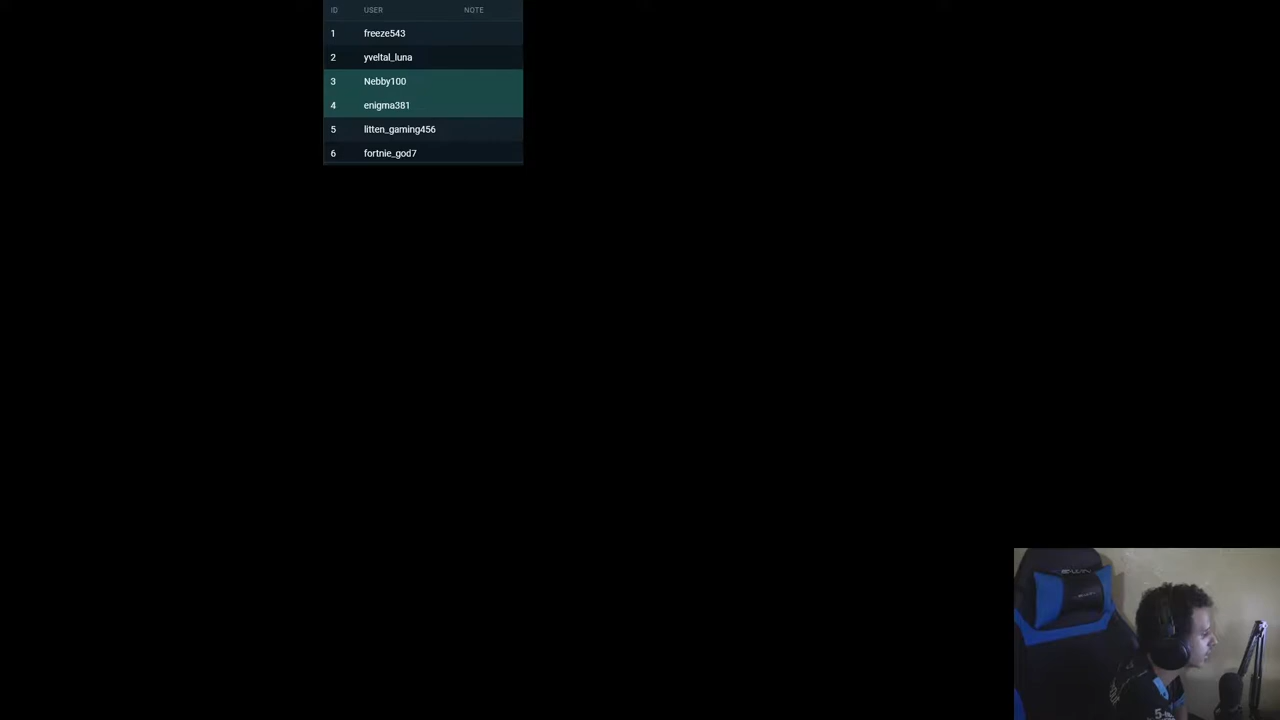 ID USER NOTE
1 freeze543
2 yveltal_luna
3 Nebby100
4 enigma381
5 litten_gaming456
6 fortnie_god7